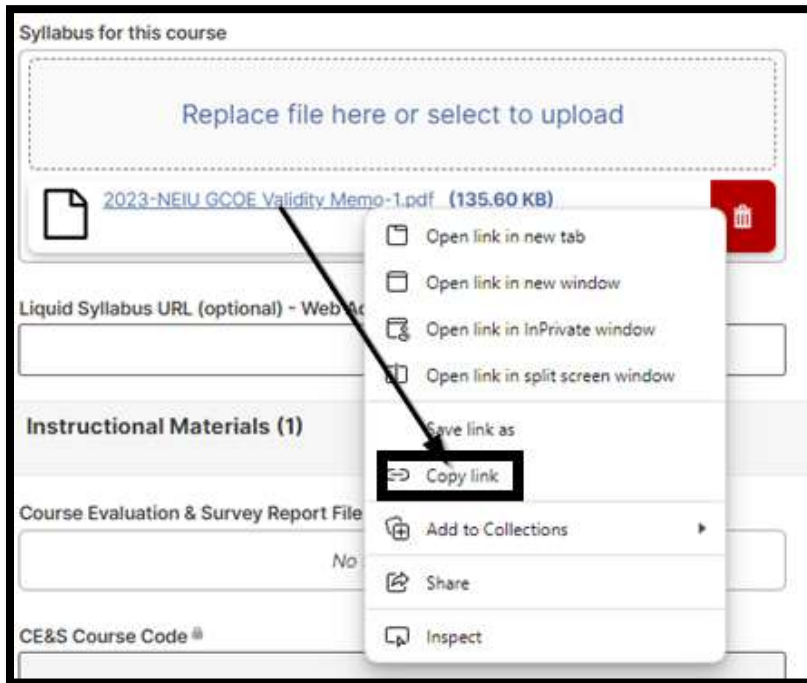 Syllabus for this course
Replace file here or select to upload
2023-NEIU GCOE Validity Memo-1.pdf (135.60 KB)
Open link in new tab
Open link in new window
Liquid Syllabus URL (optional) - Web
Open link in InPrivate window
Open link in split screen window
Instructional Materials (1)
Save link as
Copy link
Course Evaluation & Survey Report File
Add to Collections
No
Share
CE&S Course Code
Inspect